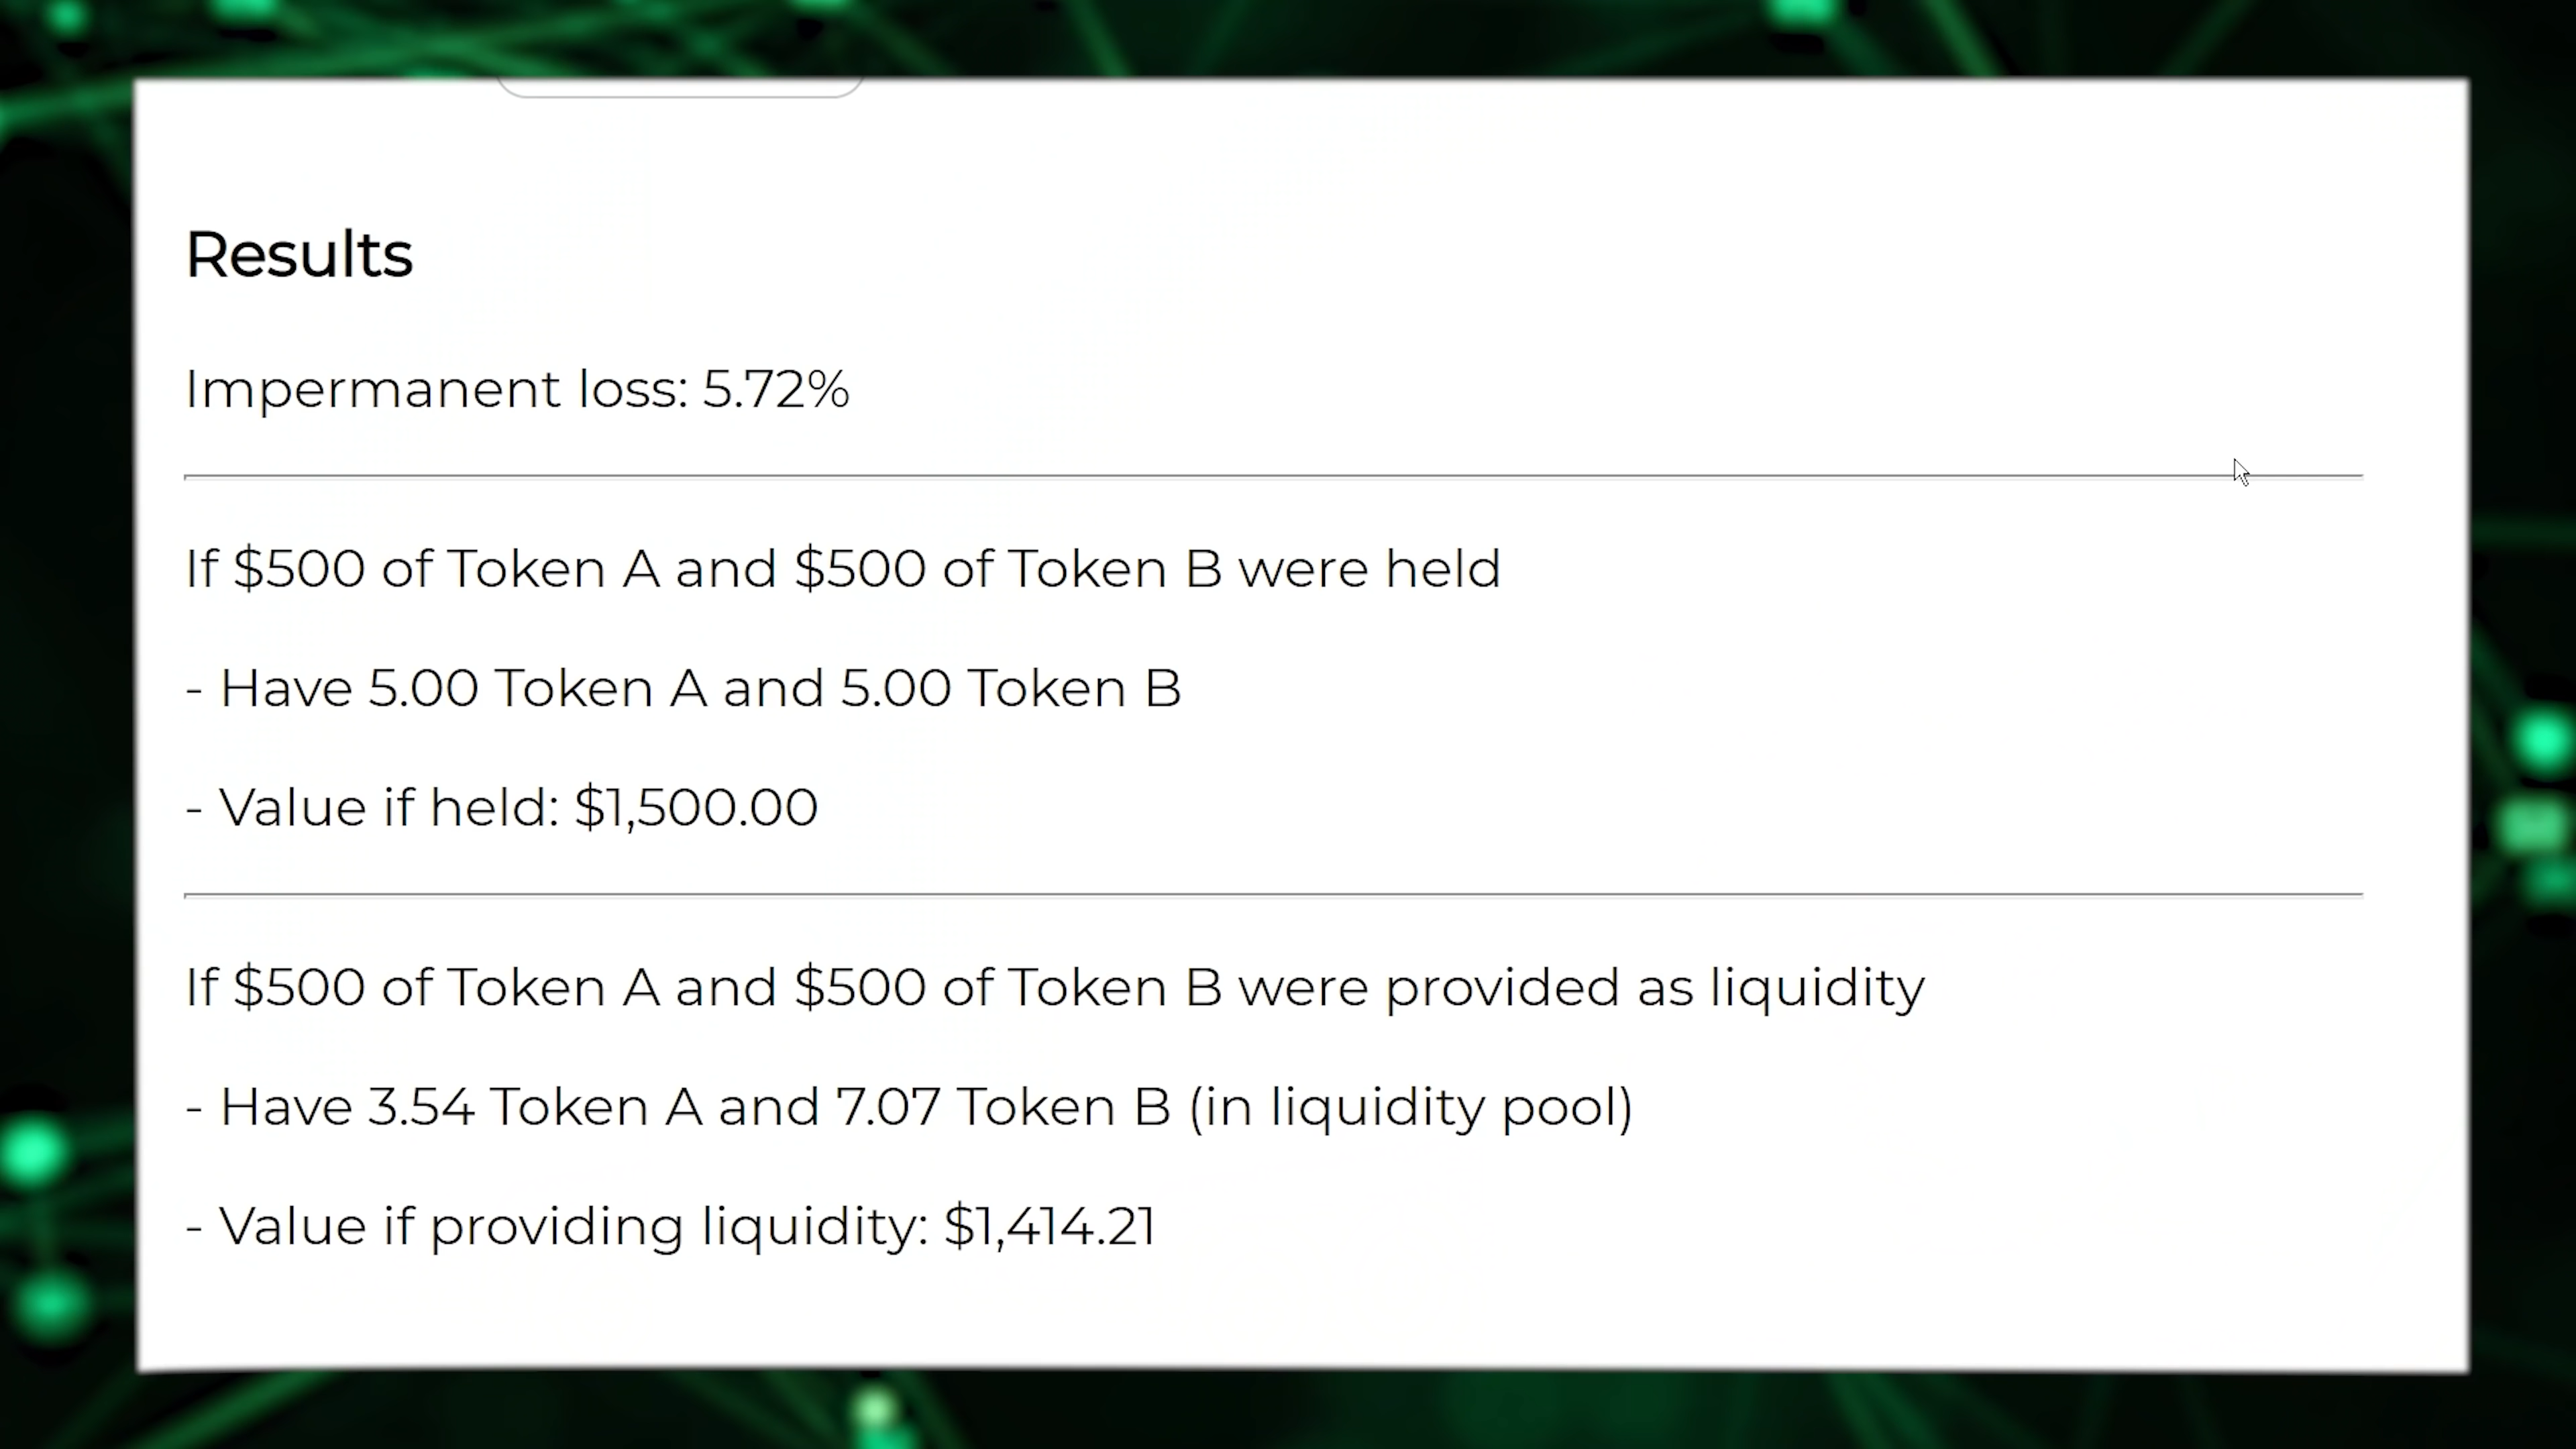 Results
Impermanent loss: 5.72%
If $500 of Token A and $500 of Token B were held
- Have 5.00 Token A and 5.00 Token B
- Value if held: $1,500.00
If $500 of Token A and $500 of Token B were provided as liquidity
- Have 3.54 Token A and 7.07 Token B (in liquidity pool)
- Value if providing liquidity: $1,414.21